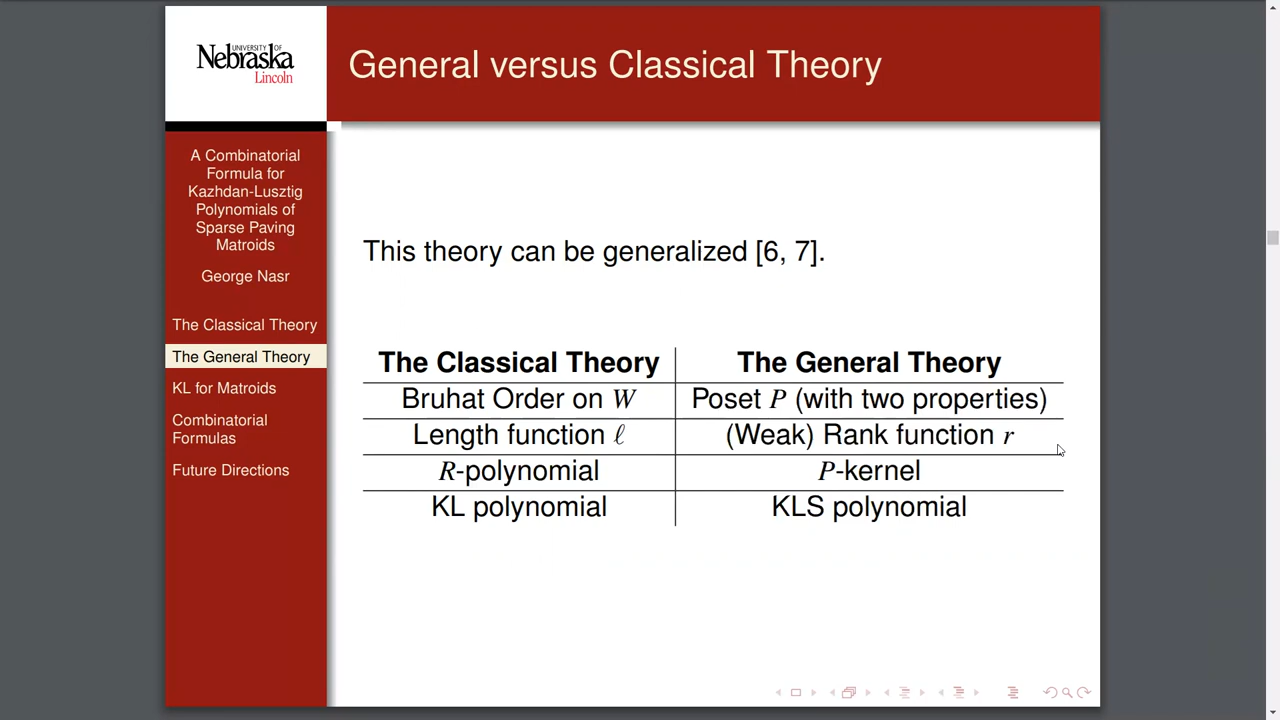 UNIVERSITY OF
Nebraska
Lincoln
General versus Classical Theory
A Combinatorial
Formula for
Kazhdan-Lusztig
Polynomials of
Sparse Paving
Matroids
George Nasr
The Classical Theory
The General Theory
KL for Matroids
Combinatorial
Formulas
Future Directions
This theory can be generalized [6, 7].
The Classical Theory The General Theory
Bruhat Order on W Poset P (with two properties)
Length function ℓ (Weak) Rank function r
R-polynomial P-kernel
KL polynomial KLS polynomial